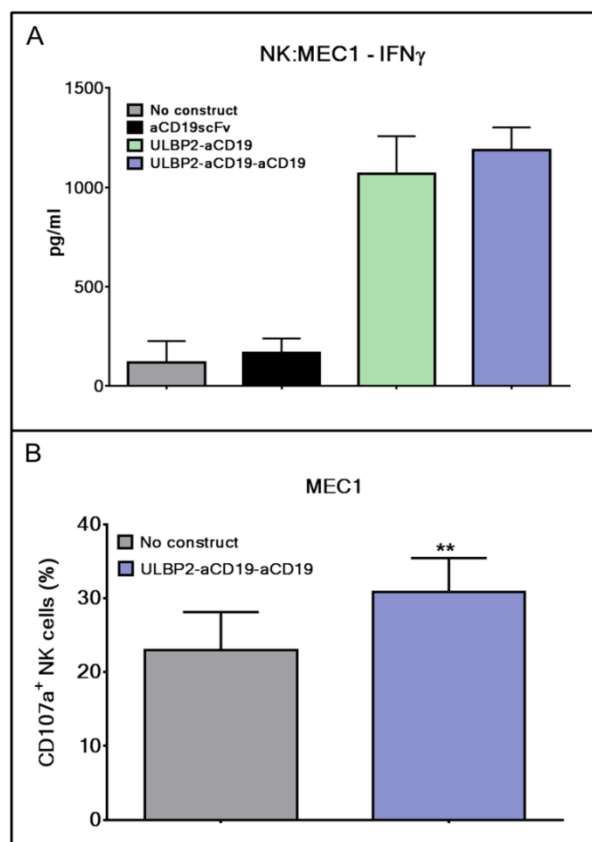 A
NK:MEC1 - IFNγ
1500
1000
500
0
pg/ml
No construct
aCD19scFv
ULBP2-aCD19
ULBP2-aCD19-aCD19
B
MEC1
40
30
20
10
0
CD107a⁺ NK cells (%)
No construct
ULBP2-aCD19-aCD19
**